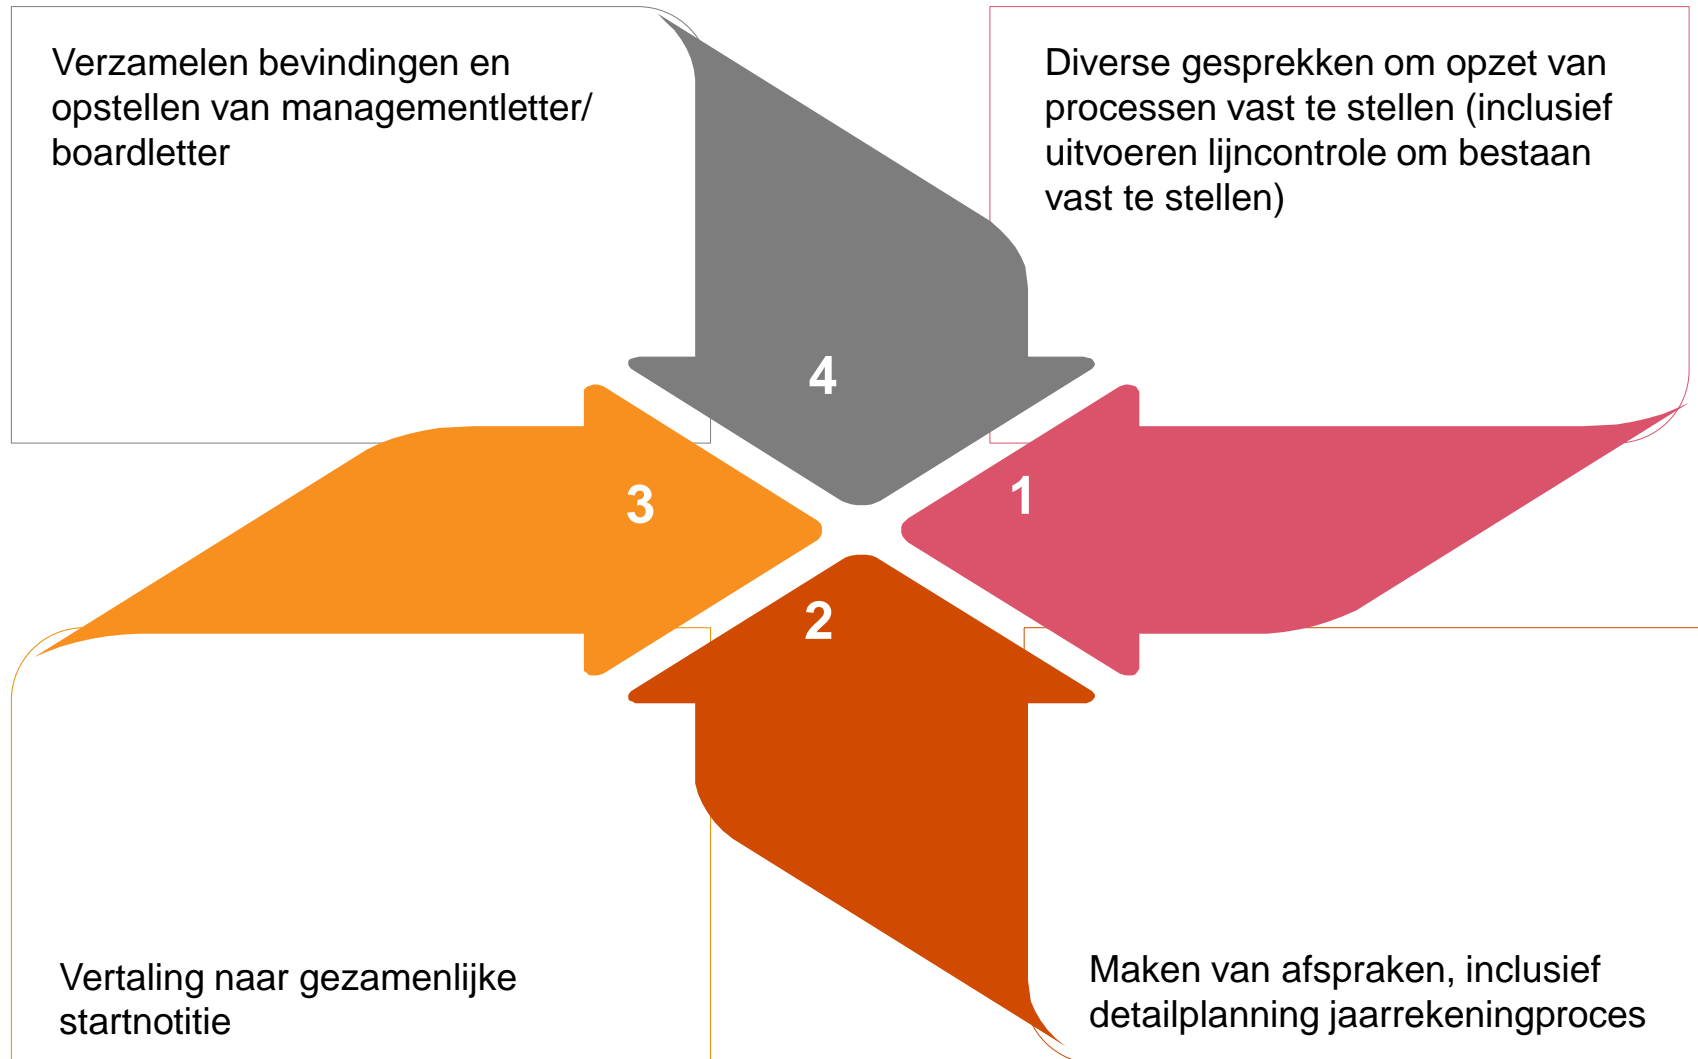 Verzamelen bevindingen en
opstellen van managementletter/
boardletter
Diverse gesprekken om opzet van
processen vast te stellen (inclusief
uitvoeren lijncontrole om bestaan
vast te stellen)
4
3
1
2
Vertaling naar gezamenlijke
startnotitie
Maken van afspraken, inclusief
detailplanning jaarrekeningproces